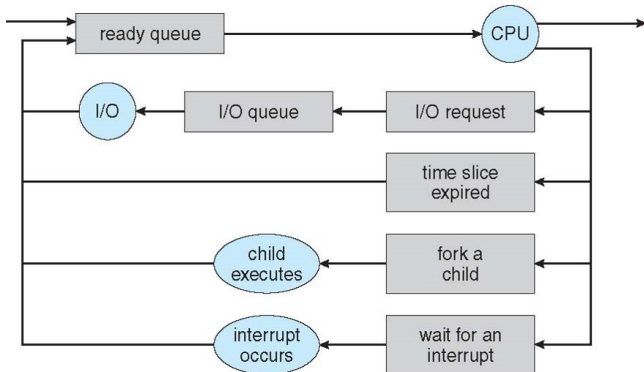 ready queue
CPU
I/O
I/O queue
I/O request
time slice
expired
child
executes
fork a
child
interrupt
occurs
wait for an
interrupt